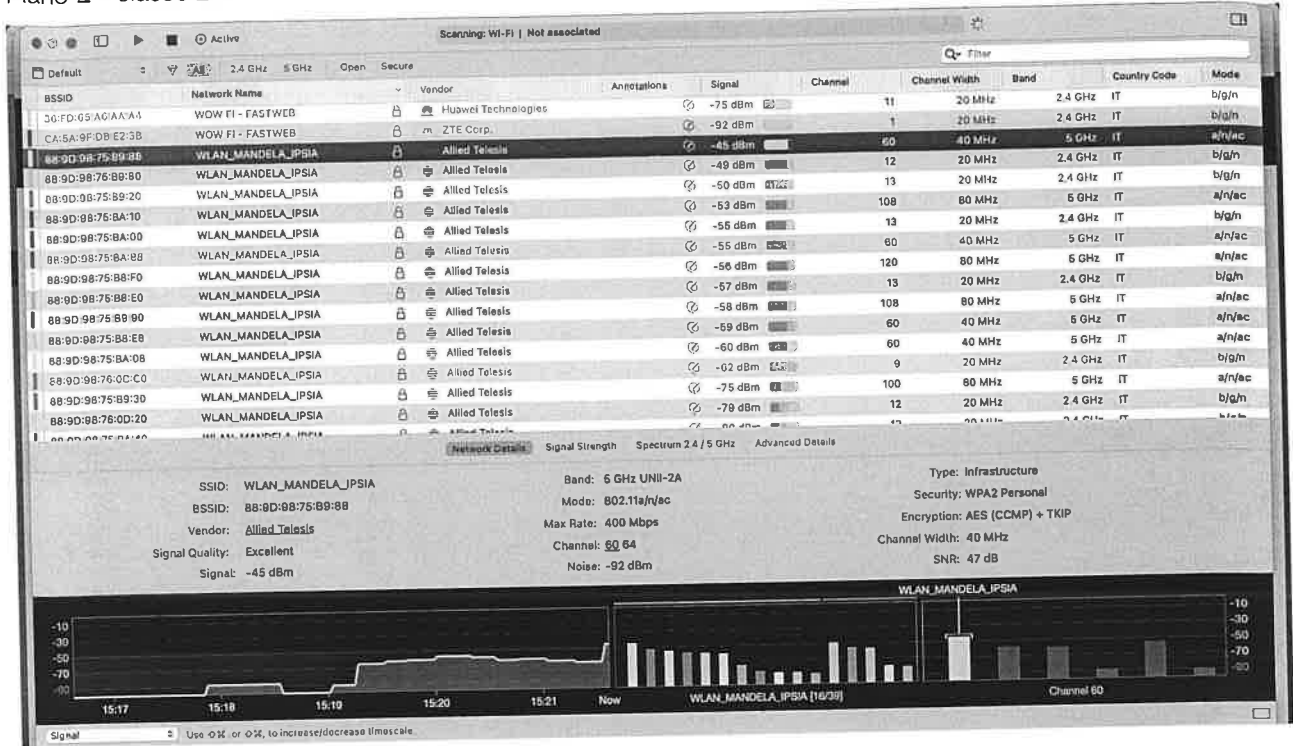 Active Scanning: Wi-Fi | Not associated
Default 2.4 GHz 5 GHz Open Secure Filter
BSSID Network Name Vendor Annotations Signal Channel Channel Width Band Country Code Mode
WOW FI - FASTWEB Huawei Technologies -75 dBm 11 20 MHz 2,4 GHz IT b/g/n
CA:5A:9F:DB:E2:3B WOW FI - FASTWEB ZTE Corp. -92 dBm 1 20 MHz 2,4 GHz IT b/g/n
88:9D:98:75:B9:88 WLAN_MANDELA_IPSIA Allied Telesis -45 dBm 60 40 MHz 5 GHz IT a/n/ac
88:9D:98:76:B9:80 WLAN_MANDELA_IPSIA Allied Telesis -49 dBm 12 20 MHz 2,4 GHz IT b/g/n
88:9D:98:75:B9:20 WLAN_MANDELA_IPSIA Allied Telesis -50 dBm 13 20 MHz 2,4 GHz IT b/g/n
88:9D:98:75:BA:10 WLAN_MANDELA_IPSIA Allied Telesis -53 dBm 108 80 MHz 5 GHz IT a/n/ac
88:9D:98:75:BA:00 WLAN_MANDELA_IPSIA Allied Telesis -55 dBm 13 20 MHz 2.4 GHz IT b/g/n
88:9D:98:75:BA:88 WLAN_MANDELA_IPSIA Allied Telesis -55 dBm 60 40 MHz 5 GHz IT a/n/ac
88:9D:98:75:B8:F0 WLAN_MANDELA_IPSIA Allied Telesis -56 dBm 120 80 MHz 5 GHz IT a/n/ac
88:9D:98:75:B8:E0 WLAN_MANDELA_IPSIA Allied Telesis -57 dBm 13 20 MHz 2.4 GHz IT b/g/n
88:9D:98:75:B9:90 WLAN_MANDELA_IPSIA Allied Telesis -58 dBm 108 80 MHz 5 GHz IT a/n/ac
88:9D:98:75:B8:E8 WLAN_MANDELA_IPSIA Allied Telesis -59 dBm 60 40 MHz 5 GHz IT a/n/ac
88:9D:98:75:BA:08 WLAN_MANDELA_IPSIA Allied Telesis -60 dBm 60 40 MHz 5 GHz IT a/n/ac
88:9D:98:76:0C:C0 WLAN_MANDELA_IPSIA Allied Telesis -62 dBm 9 20 MHz 2.4 GHz IT b/g/n
88:9D:98:75:B9:30 WLAN_MANDELA_IPSIA Allied Telesis -75 dBm 100 80 MHz 5 GHz IT a/n/ac
88:9D:98:76:0D:20 WLAN_MANDELA_IPSIA Allied Telesis -79 dBm 12 20 MHz 2.4 GHz IT b/g/n
Network Details Signal Strength Spectrum 2.4 / 5 GHz Advanced Details
SSID: WLAN_MANDELA_IPSIA Band: 5 GHz UNII-2A Type: Infrastructure
BSSID: 88:9D:98:75:B9:88 Mode: 802.11a/n/ac Security: WPA2 Personal
Vendor: Allied Telesis Max Rate: 400 Mbps Encryption: AES (CCMP) + TKIP
Signal Quality: Excellent Channel: 60 64 Channel Width: 40 MHz
Signal: -45 dBm Noise: -92 dBm SNR: 47 dB
WLAN_MANDELA_IPSIA
-10 -10
-30 -30
-50 -50
-70 -70
-90 -90
15:17 15:18 15:19 15:20 15:21 Now WLAN_MANDELA_IPSIA [16/39] Channel 60
Signal to increase/decrease timescale.